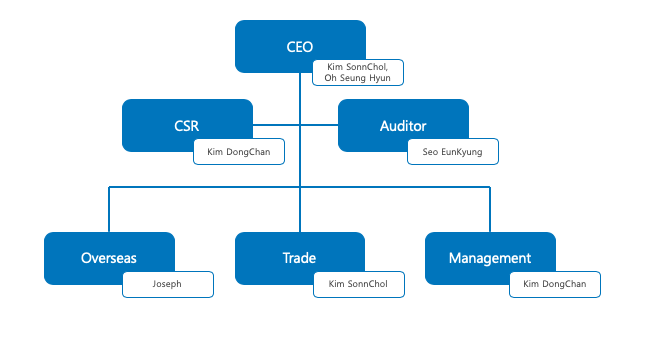 CEO
Kim SonnChol,
Oh Seung Hyun
CSR
Kim DongChan
Auditor
Seo EunKyung
Overseas
Joseph
Trade
Kim SonnChol
Management
Kim DongChan